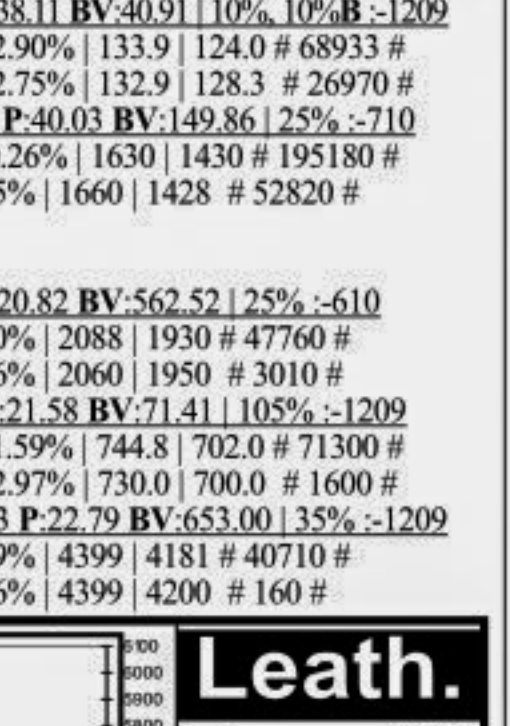 38.11 BV:40.91 | 10%, 10%B :-1209
2.90% | 133.9 | 124.0 # 68933 #
2.75% | 132.9 | 128.3 # 26970 #
P:40.03 BV:149.86 | 25% :-710
.26% | 1630 | 1430 # 195180 #
5% | 1660 | 1428 # 52820 #
20.82 BV:562.52 | 25% :-610
0% | 2088 | 1930 # 47760 #
6% | 2060 | 1950 # 3010 #
:21.58 BV:71.41 | 105% :-1209
1.59% | 744.8 | 702.0 # 71300 #
2.97% | 730.0 | 700.0 # 1600 #
3 P:22.79 BV:653.00 | 35% :-1209
9% | 4399 | 4181 # 40710 #
6% | 4399 | 4200 # 160 #
6100
6000
5900
Leath.